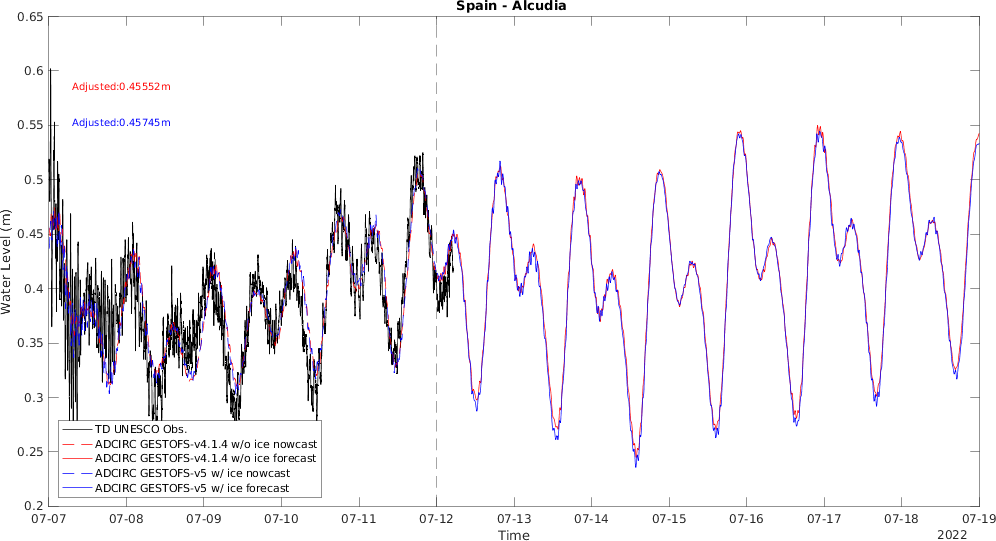 Spain - Alcudia
0.65
0.6
0.55
0.5
0.45
0.4
0.35
0.3
0.25
0.2
Water Level (m)
Adjusted:0.45552m
Adjusted:0.45745m
TD UNESCO Obs.
ADCIRC GESTOFS-v4.1.4 w/o ice nowcast
ADCIRC GESTOFS-v4.1.4 w/o ice forecast
ADCIRC GESTOFS-v5 w/ ice nowcast
ADCIRC GESTOFS-v5 w/ ice forecast
07-07 07-08 07-09 07-10 07-11 07-12 07-13 07-14 07-15 07-16 07-17 07-18 07-19
Time
2022